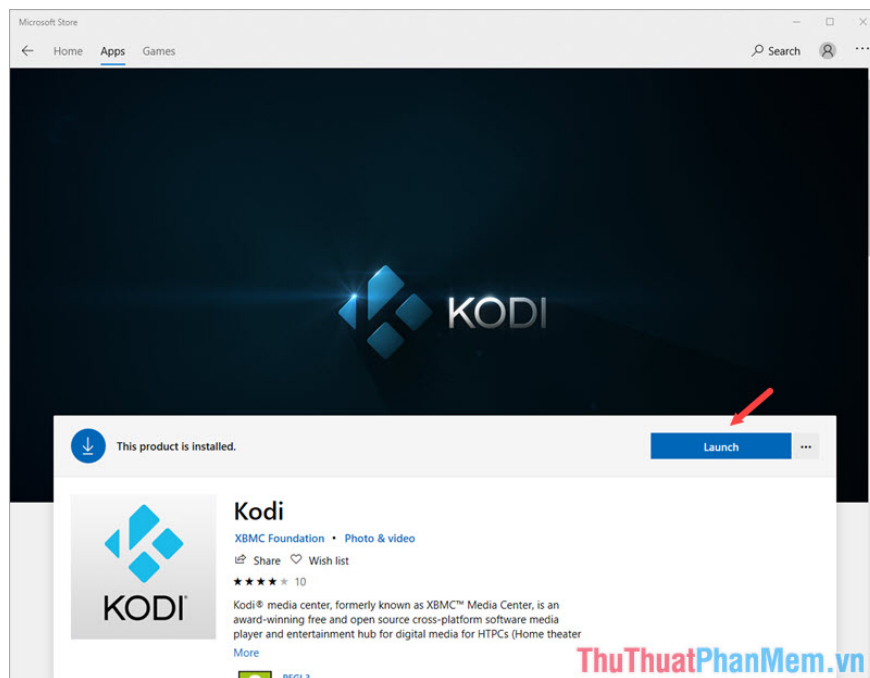 Microsoft Store
Home Apps Games Search
KODI
This product is installed. Launch
Kodi
XBMC Foundation • Photo & video
Share Wish list
10
Kodi® media center, formerly known as XBMC™ Media Center, is an
award-winning free and open source cross-platform software media
player and entertainment hub for digital media for HTPCs (Home theater
More
KODI
PEGI 3
ThuThuatPhanMem.vn